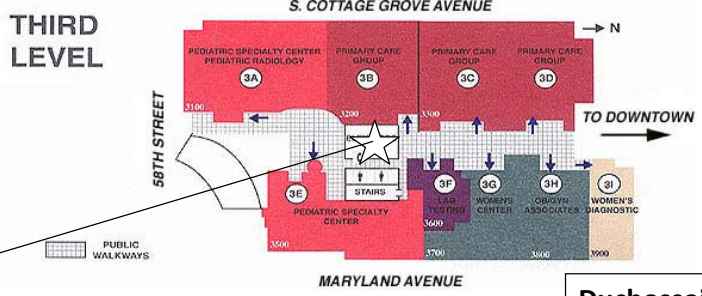 S. COTTAGE GROVE AVENUE
THIRD
LEVEL
N
PEDIATRIC SPECIALTY CENTER
PEDIATRIC RADIOLOGY
3A
PRIMARY CARE
GROUP
3B
PRIMARY CARE
GROUP
3C
PRIMARY CARE
GROUP
3D
3100
3200
3300
TO DOWNTOWN
58TH STREET
STAIRS
3E
PEDIATRIC SPECIALTY
CENTER
3500
3F
LAB
TESTING
3600
3G
WOMEN'S
CENTER
3700
3H
OB/GYN
ASSOCIATES
3800
3I
WOMEN'S
DIAGNOSTIC
3900
PUBLIC
WALKWAYS
MARYLAND AVENUE